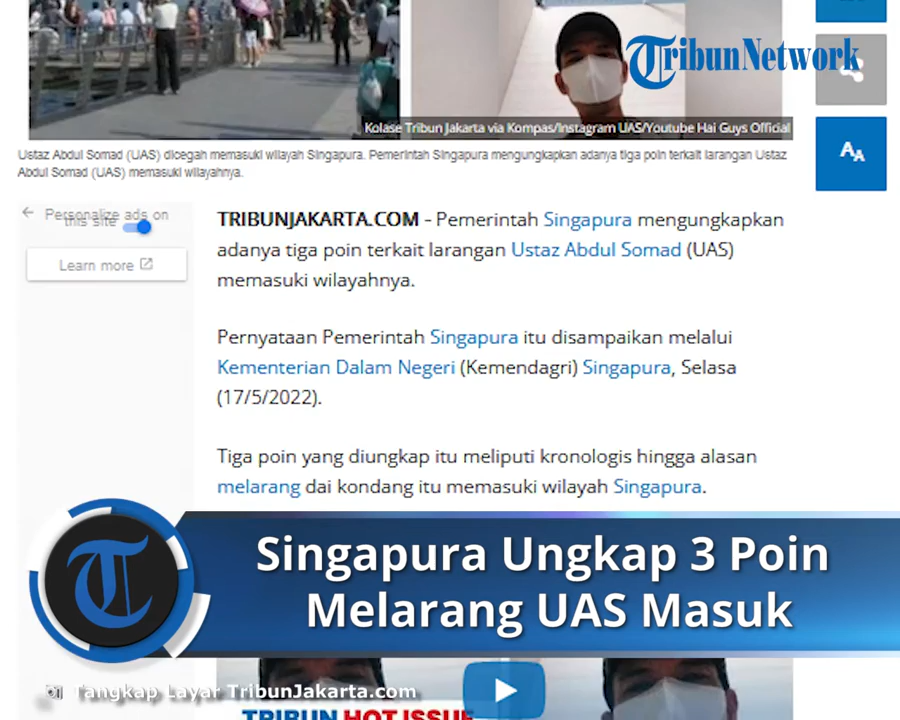 TribunNetwork
Kolase Tribun Jakarta via Kompas/Instagram UAS/Youtube Hai Guys Official
AA
Ustaz Abdul Somad (UAS) dicegah memasuki wilayah Singapura. Pemerintah Singapura mengungkapkan adanya tiga poin terkait larangan Ustaz
Abdul Somad (UAS) memasuki wilayahnya.
Personalize ads on
this site
Learn more
TRIBUNJAKARTA.COM - Pemerintah Singapura mengungkapkan
adanya tiga poin terkait larangan Ustaz Abdul Somad (UAS)
memasuki wilayahnya.
Pernyataan Pemerintah Singapura itu disampaikan melalui
Kementerian Dalam Negeri (Kemendagri) Singapura, Selasa
(17/5/2022).
Tiga poin yang diungkap itu meliputi kronologis hingga alasan
melarang dai kondang itu memasuki wilayah Singapura.
T
Singapura Ungkap 3 Poin
Melarang UAS Masuk
Tangkap Layar TribunJakarta.com
TRIBUN HOT ISSUE